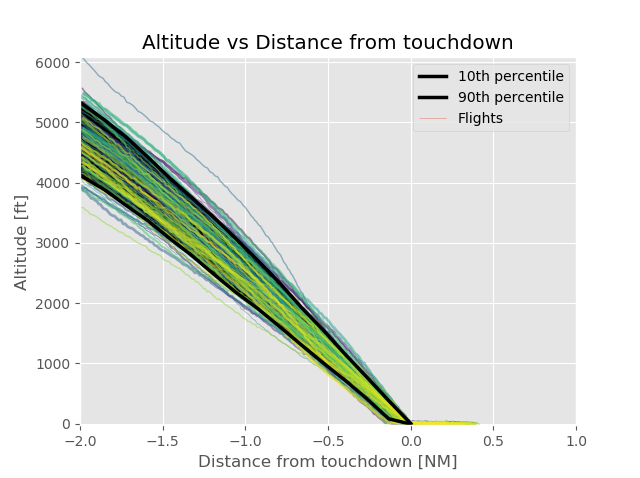 Altitude vs Distance from touchdown
10th percentile
90th percentile
Flights
6000
5000
4000
3000
2000
1000
0
Altitude [ft]
−2.0 −1.5 −1.0 −0.5 0.0 0.5 1.0
Distance from touchdown [NM]